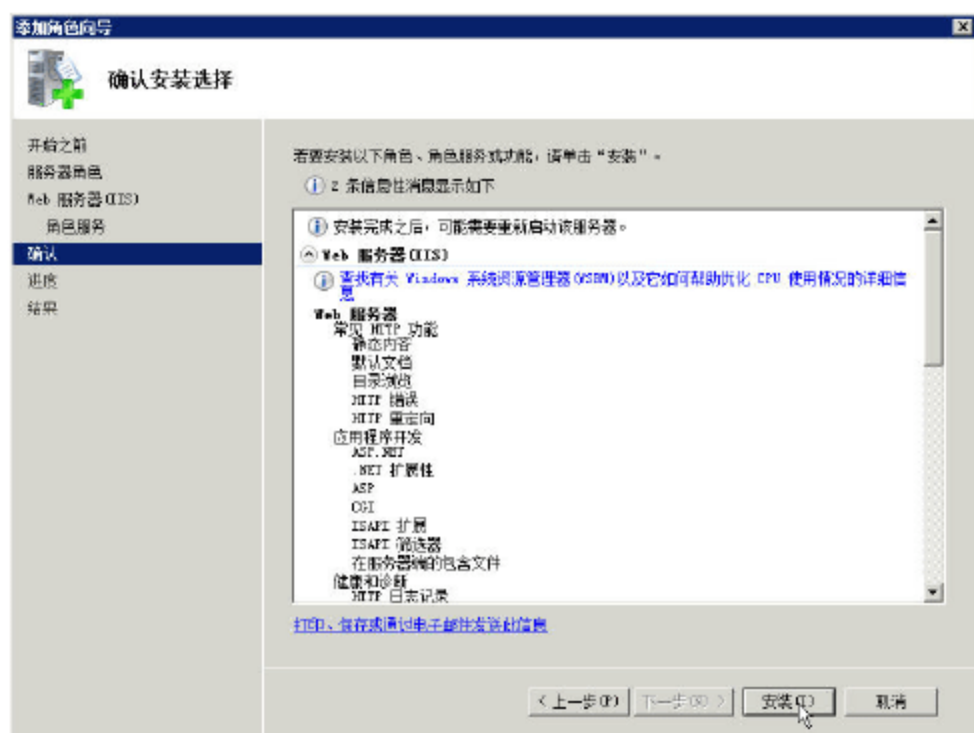 添加角色向导
确认安装选择
开始之前
服务器角色
Web 服务器(IIS)
角色服务
确认
进度
结果
若要安装以下角色、角色服务或功能，请单击“安装”。
2 条信息性消息显示如下
安装完成之后，可能需要重新启动该服务器。
Web 服务器(IIS)
查找有关 Windows 系统资源管理器(WSRM)以及它如何帮助优化 CPU 使用情况的详细信
息
Web 服务器
常见 HTTP 功能
静态内容
默认文档
目录浏览
HTTP 错误
HTTP 重定向
应用程序开发
ASP.NET
.NET 扩展性
ASP
CGI
ISAPI 扩展
ISAPI 筛选器
在服务器端的包含文件
健康和诊断
HTTP 日志记录
打印、保存或通过电子邮件发送此信息
< 上一步(P)
下一步(N) >
安装(I)
取消